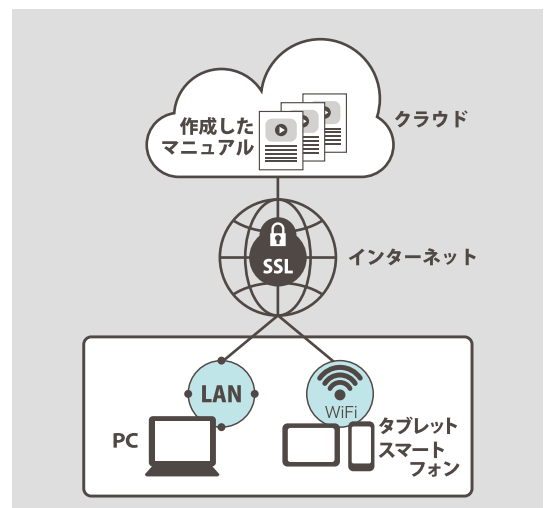 作成した
マニュアル
クラウド
SSL
インターネット
LAN
WiFi
PC
タブレット
スマート
フォン